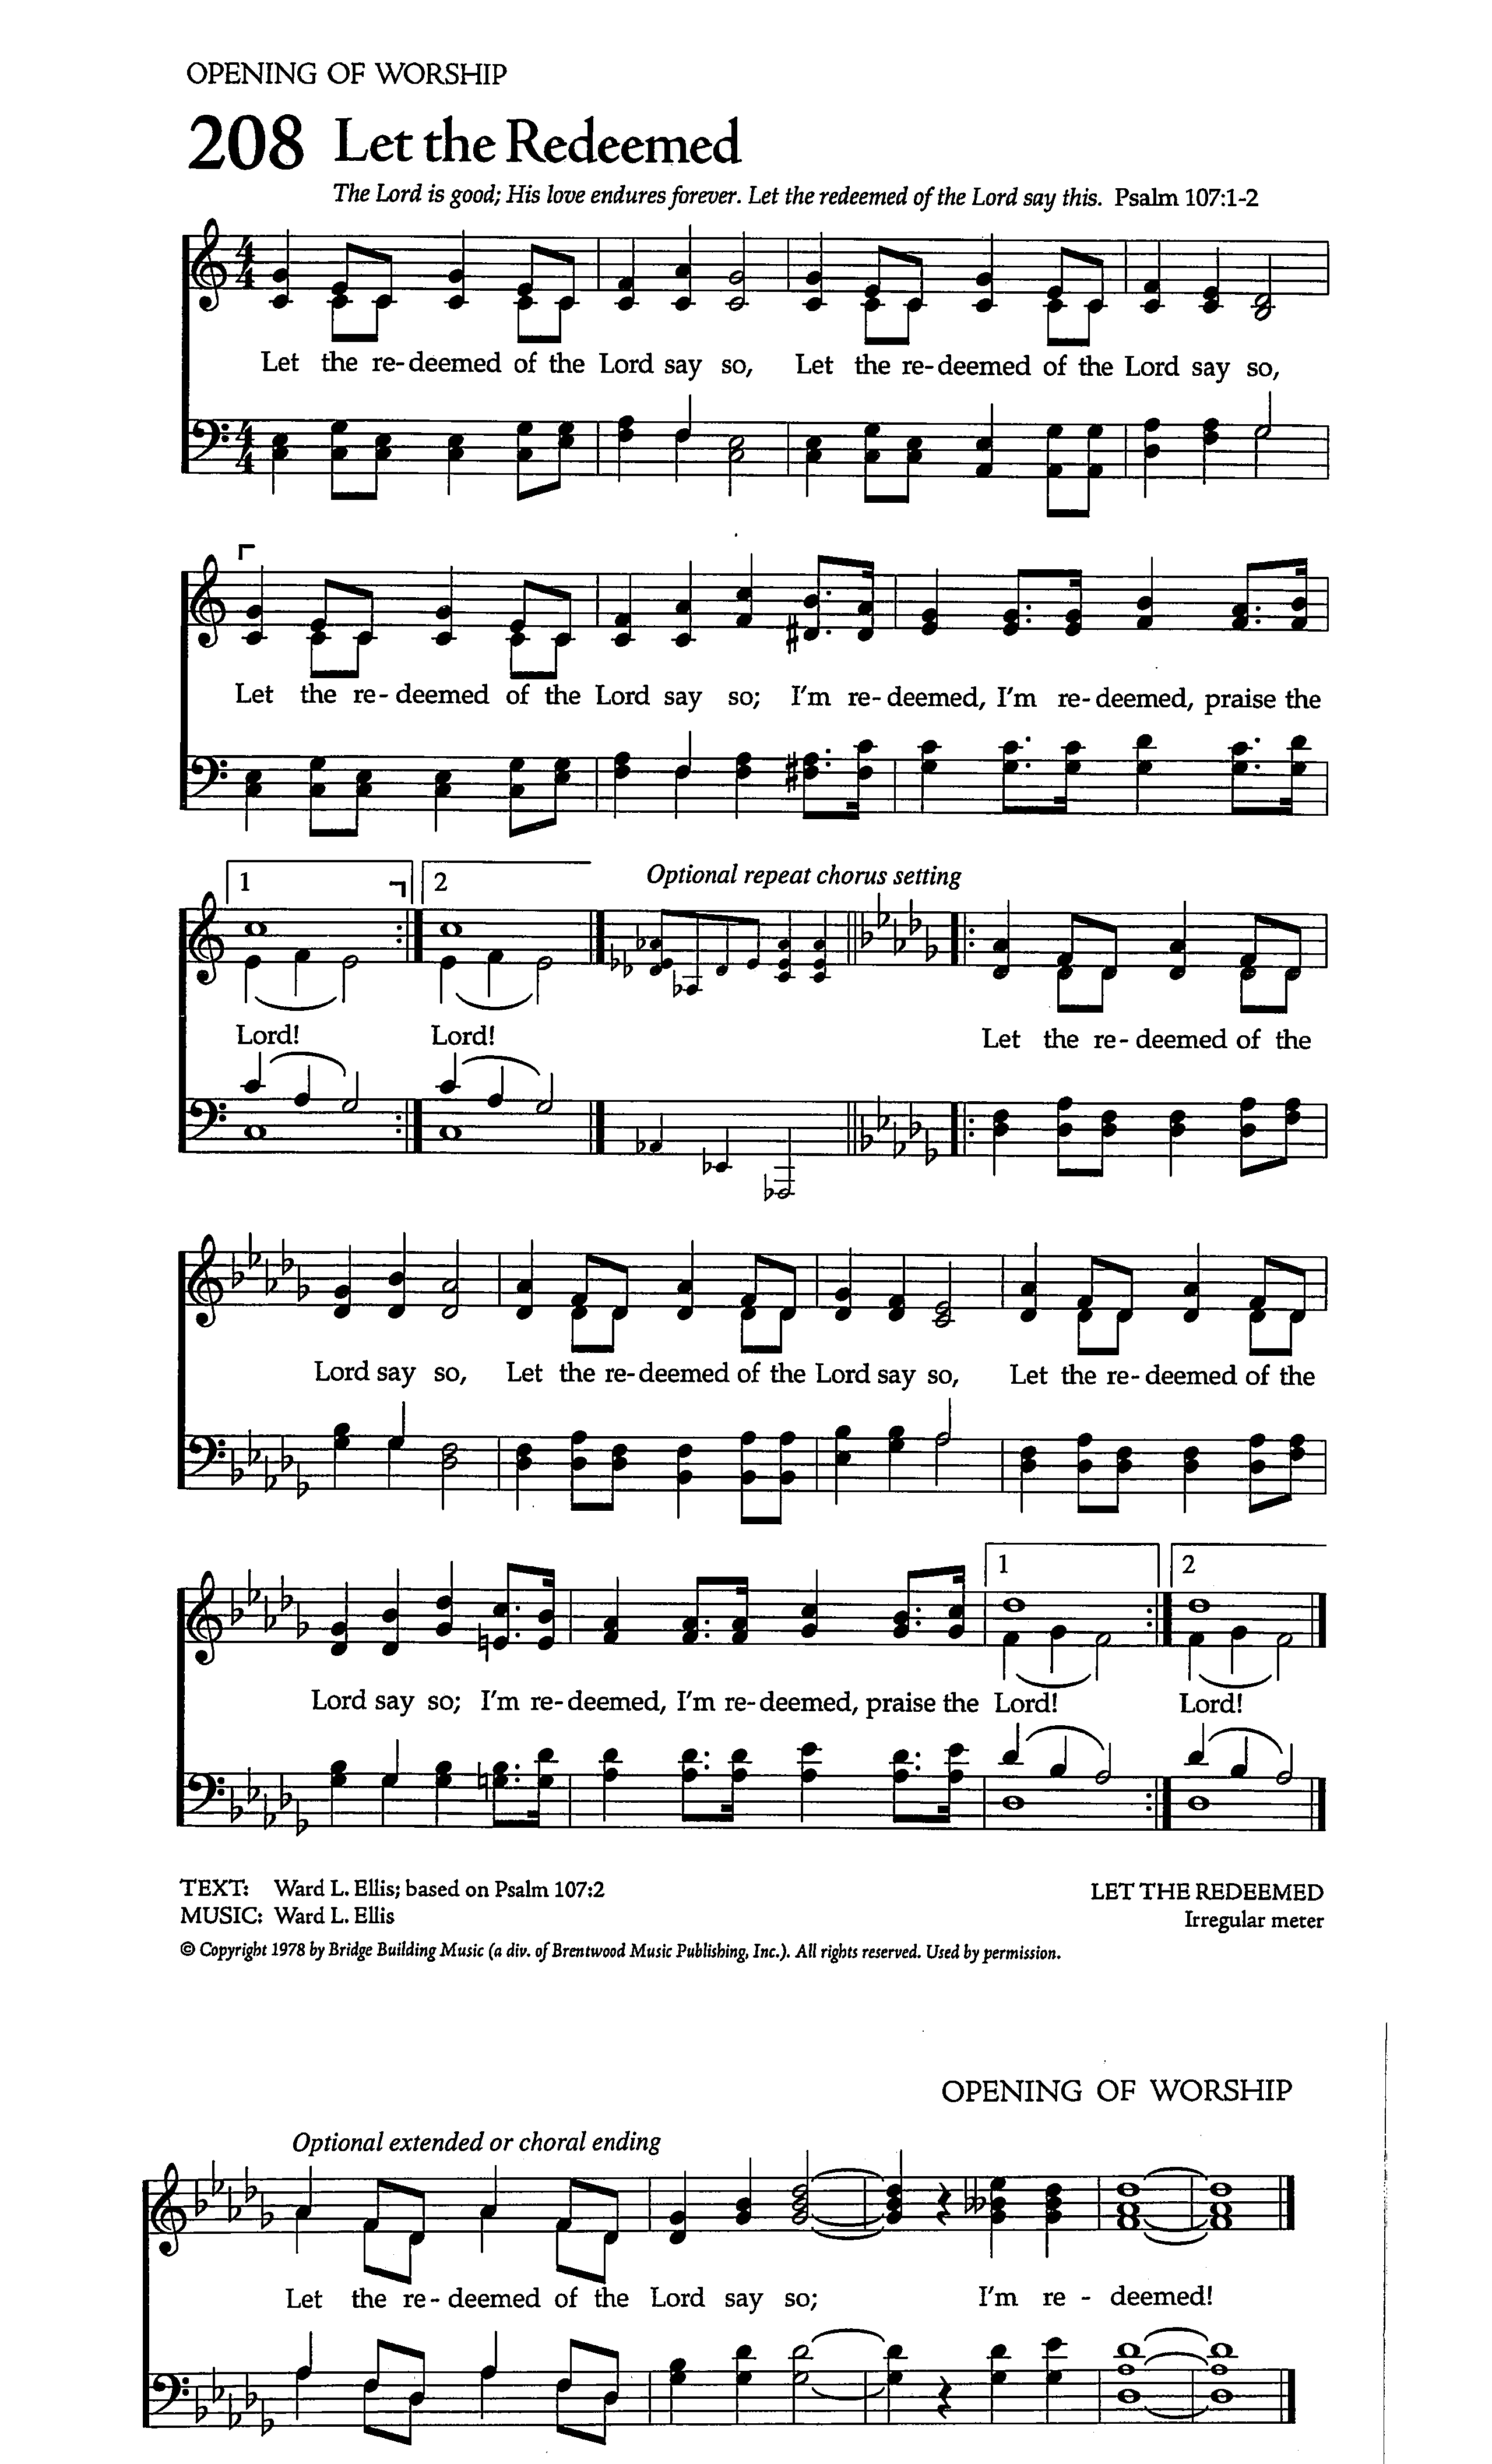 OPENING OF WORSHIP
208 Let the Redeemed
The Lord is good; His love endures forever. Let the redeemed of the Lord say this. Psalm 107:1-2
Let the re-deemed of the Lord say so, Let the re-deemed of the Lord say so,
Let the re-deemed of the Lord say so; I'm re-deemed, I'm re-deemed, praise the
1 2 Optional repeat chorus setting
Lord! Lord! Let the re-deemed of the
Lord say so, Let the re-deemed of the Lord say so, Let the re-deemed of the
1 2
Lord say so; I'm re-deemed, I'm re-deemed, praise the Lord! Lord!
TEXT: Ward L. Ellis; based on Psalm 107:2
MUSIC: Ward L. Ellis
LET THE REDEEMED
Irregular meter
© Copyright 1978 by Bridge Building Music (a div. of Brentwood Music Publishing, Inc.). All rights reserved. Used by permission.
OPENING OF WORSHIP
Optional extended or choral ending
Let the re-deemed of the Lord say so; I'm re - deemed!